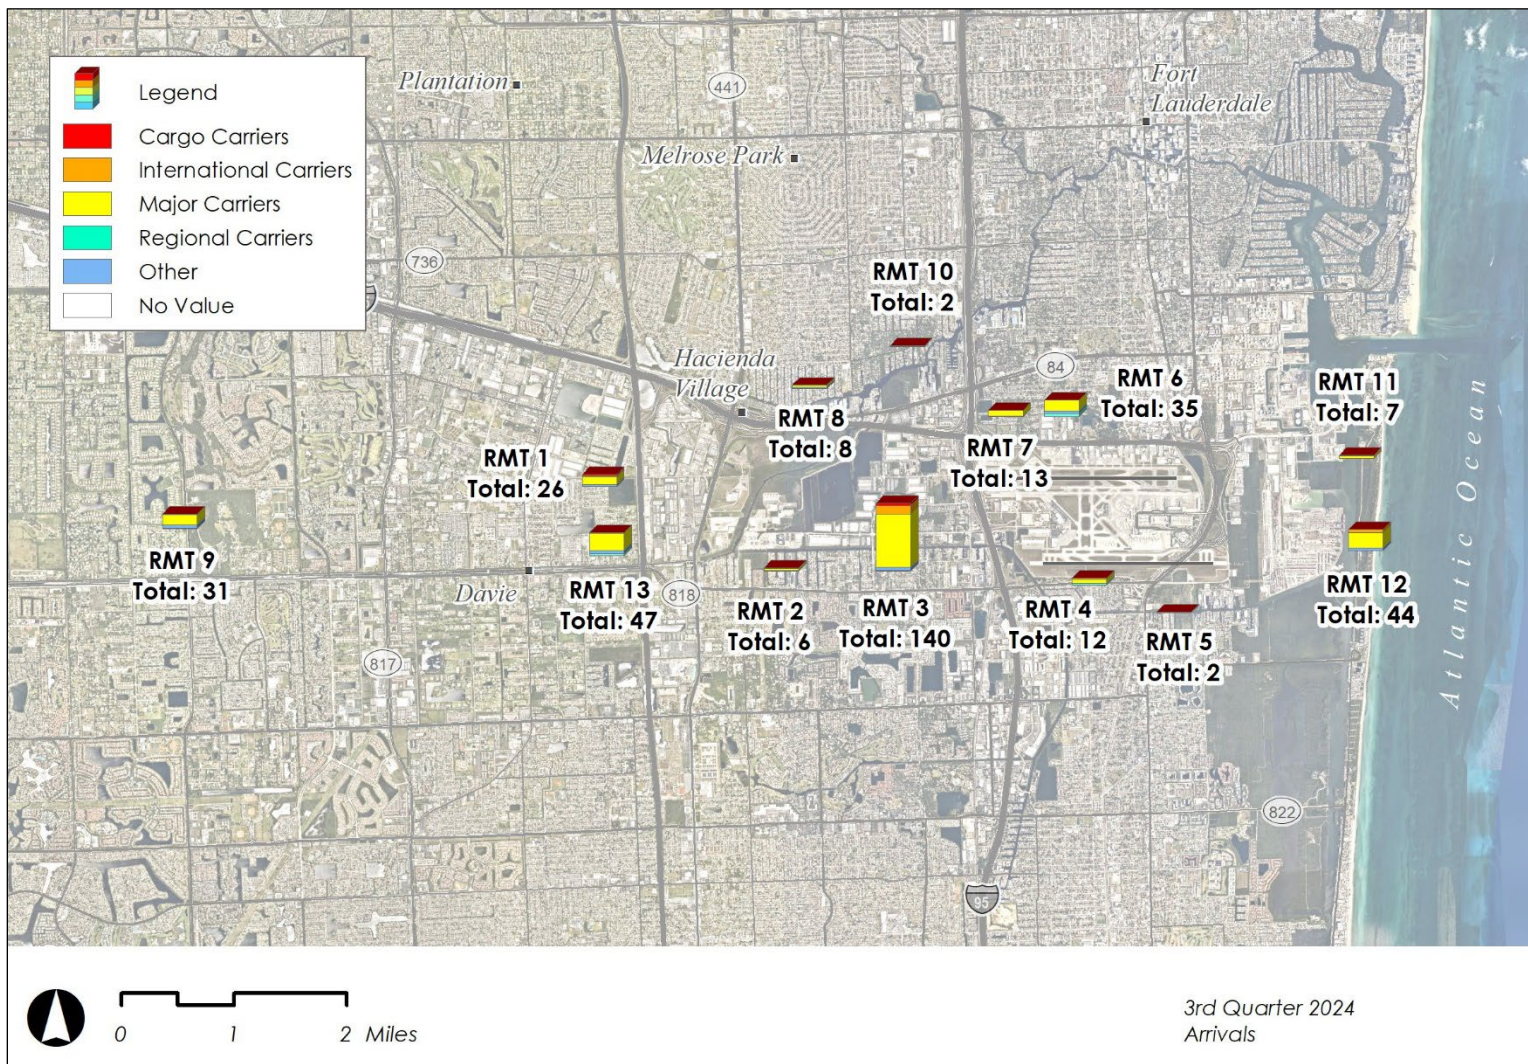 Legend
Cargo Carriers
International Carriers
Major Carriers
Regional Carriers
Other
No Value
Plantation
441
Fort
Lauderdale
Melrose Park
736
RMT 10
Total: 2
Hacienda
Village
84
RMT 6
Total: 35
RMT 11
Total: 7
RMT 8
Total: 8
RMT 7
Total: 13
RMT 1
Total: 26
RMT 9
Total: 31
Davie
RMT 13
Total: 47
818
RMT 2
Total: 6
RMT 3
Total: 140
RMT 4
Total: 12
RMT 5
Total: 2
RMT 12
Total: 44
Atlantic Ocean
817
822
95
0 1 2 Miles
3rd Quarter 2024
Arrivals